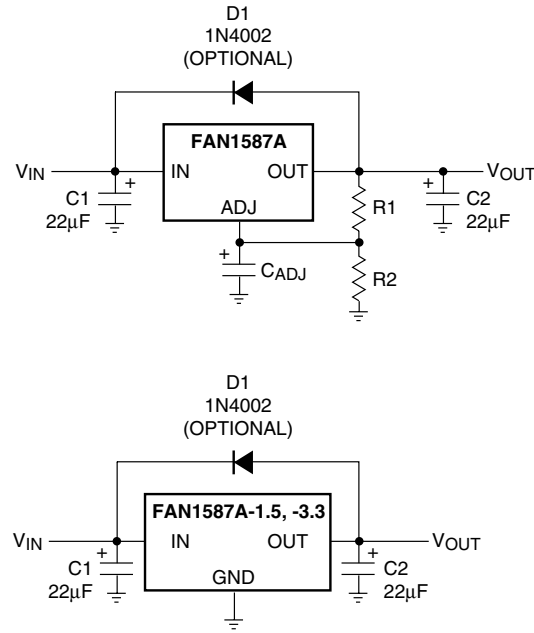 D1
1N4002
(OPTIONAL)
FAN1587A
VIN
IN
OUT
VOUT
ADJ
+
C1
22µF
R1
+
C2
22µF
+
CADJ
R2
D1
1N4002
(OPTIONAL)
FAN1587A-1.5, -3.3
VIN
IN
OUT
VOUT
+
C1
22µF
GND
+
C2
22µF